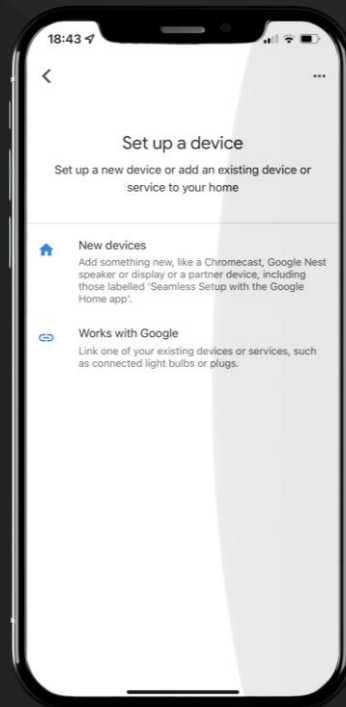 18:43
Set up a device
Set up a new device or add an existing device or
service to your home
New devices
Add something new, like a Chromecast, Google Nest
speaker or display or a partner device, including
those labelled 'Seamless Setup with the Google
Home app'.
Works with Google
Link one of your existing devices or services, such
as connected light bulbs or plugs.